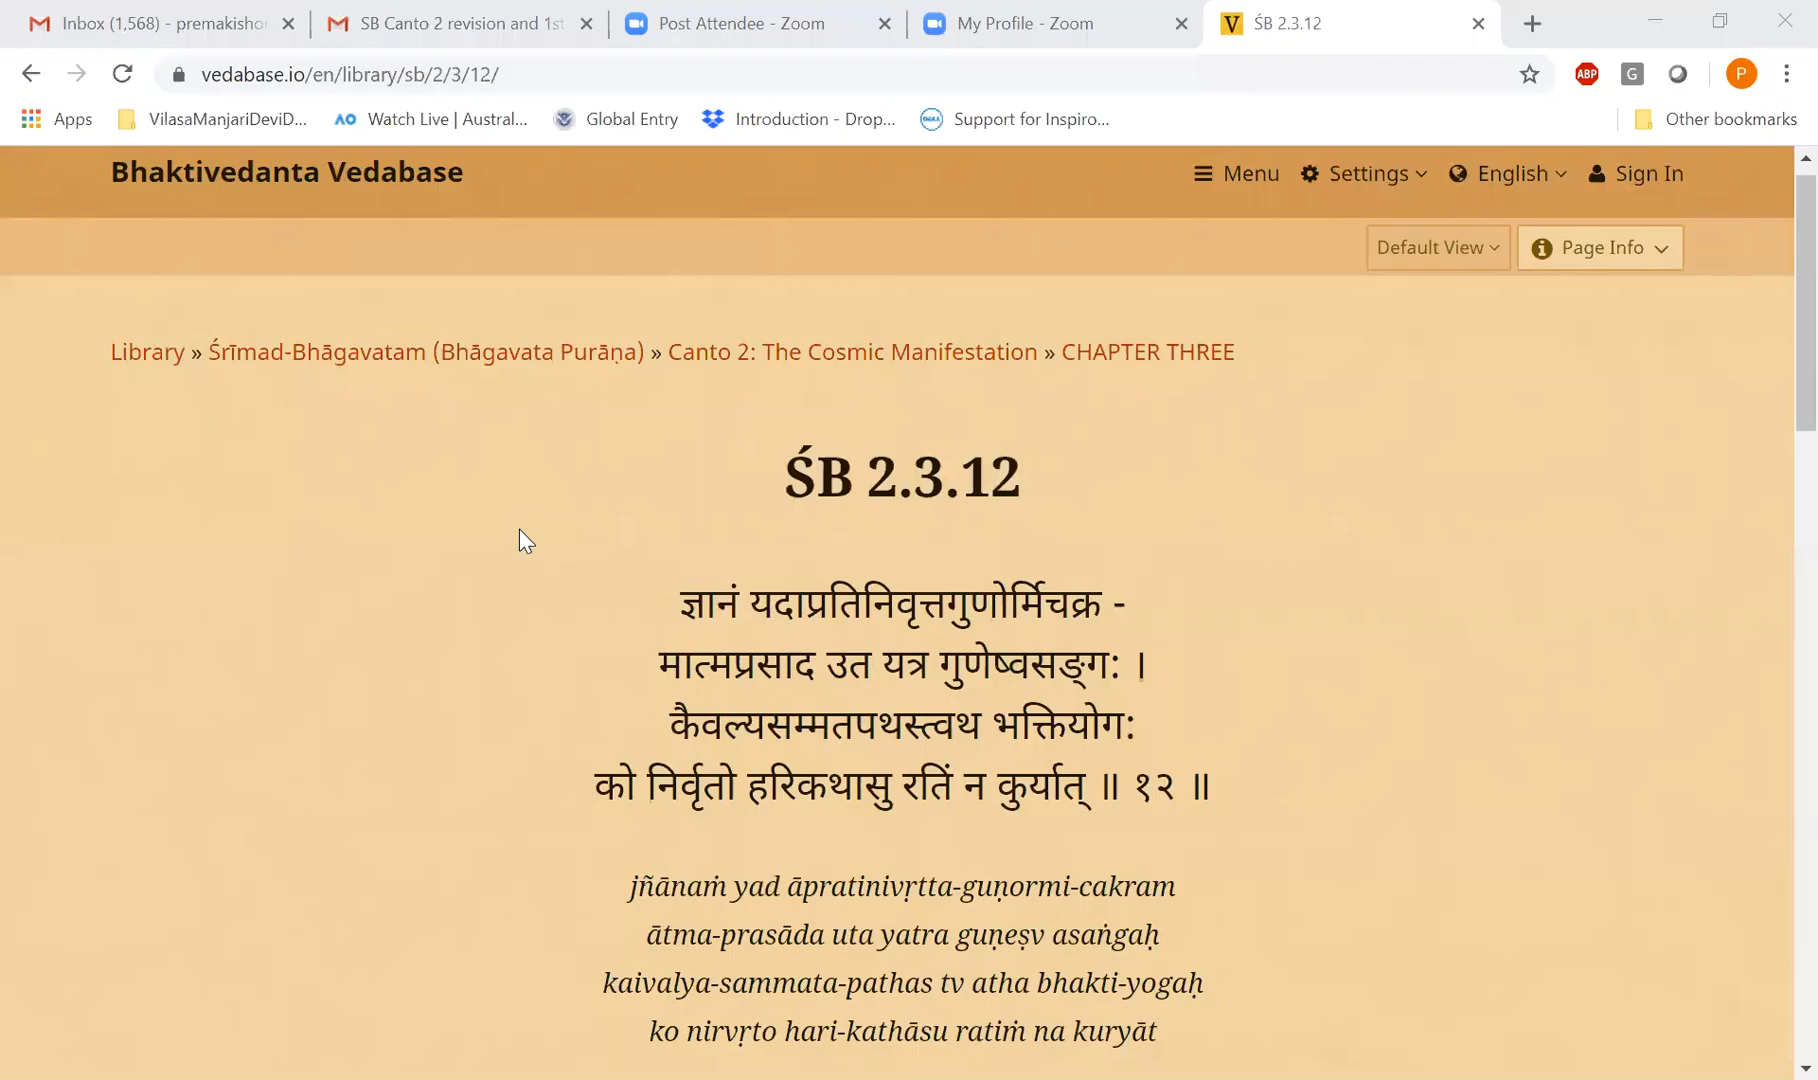 Inbox (1,568) - premakishor
SB Canto 2 revision and 1st
Post Attendee - Zoom
My Profile - Zoom
V ŚB 2.3.12
vedabase.io/en/library/sb/2/3/12/
ABP
G
P
Apps
VilasaManjariDeviD...
AO Watch Live | Austral...
Global Entry
Introduction - Drop...
DELL Support for Inspiro...
Other bookmarks
Bhaktivedanta Vedabase
Menu
Settings
English
Sign In
Default View
Page Info
Library » Śrīmad-Bhāgavatam (Bhāgavata Purāṇa) » Canto 2: The Cosmic Manifestation » CHAPTER THREE
ŚB 2.3.12
ज्ञानं यदाप्रतिनिवृत्तगुणोर्मिचक्र -
मात्मप्रसाद उत यत्र गुणेष्वसङ्ग: ।
कैवल्यसम्मतपथस्त्वथ भक्तियोग:
को निर्वृतो हरिकथासु रतिं न कुर्यात् ॥ १२ ॥
jñānaṁ yad āpratinivṛtta-guṇormi-cakram
ātma-prasāda uta yatra guṇeṣv asaṅgaḥ
kaivalya-sammata-pathas tv atha bhakti-yogaḥ
ko nirvṛto hari-kathāsu ratiṁ na kuryāt